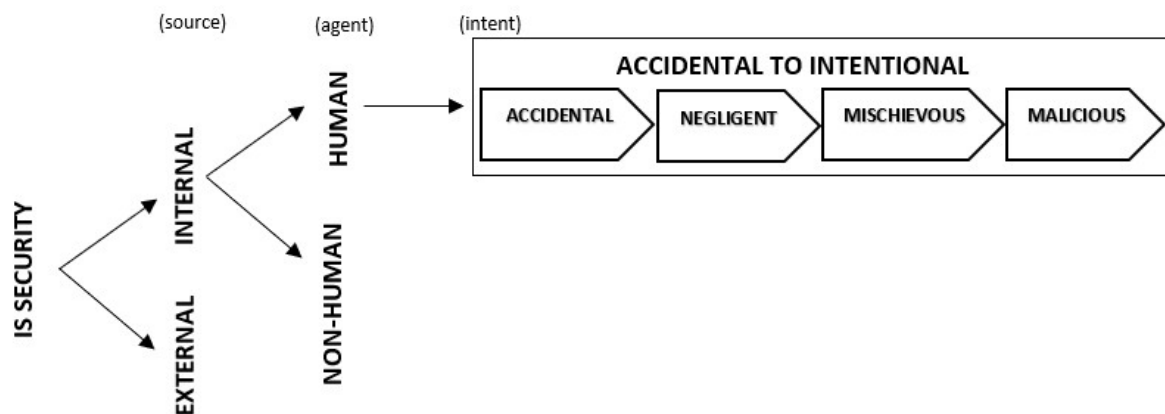 (source)
(agent)
(intent)
IS SECURITY
INTERNAL
EXTERNAL
HUMAN
NON-HUMAN
ACCIDENTAL TO INTENTIONAL
ACCIDENTAL
NEGLIGENT
MISCHIEVOUS
MALICIOUS